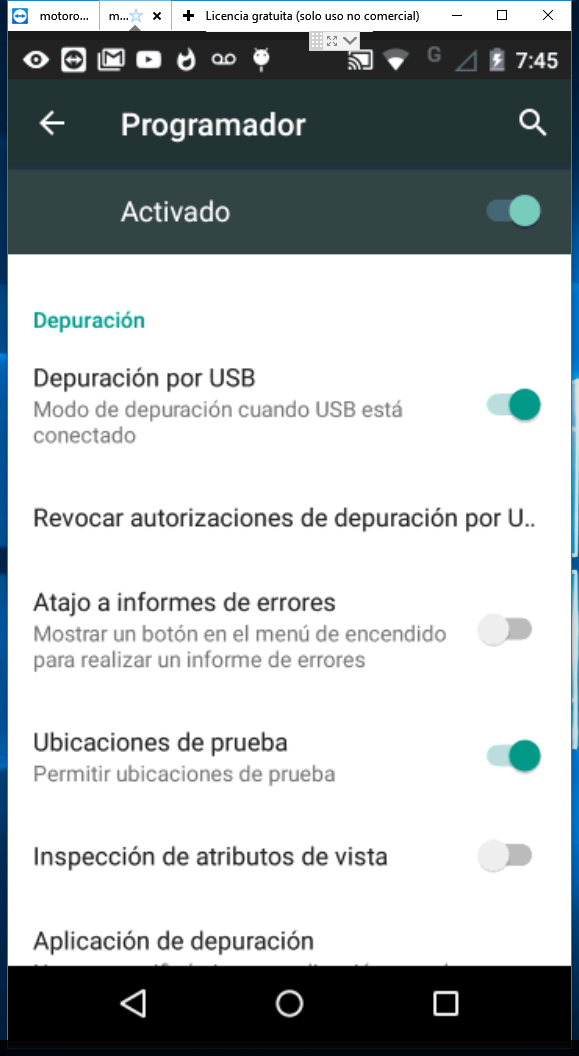 motoro... m... Licencia gratuita (solo uso no comercial)
G 7:45
Programador
Activado
Depuración
Depuración por USB
Modo de depuración cuando USB está
conectado
Revocar autorizaciones de depuración por U..
Atajo a informes de errores
Mostrar un botón en el menú de encendido
para realizar un informe de errores
Ubicaciones de prueba
Permitir ubicaciones de prueba
Inspección de atributos de vista
Aplicación de depuración